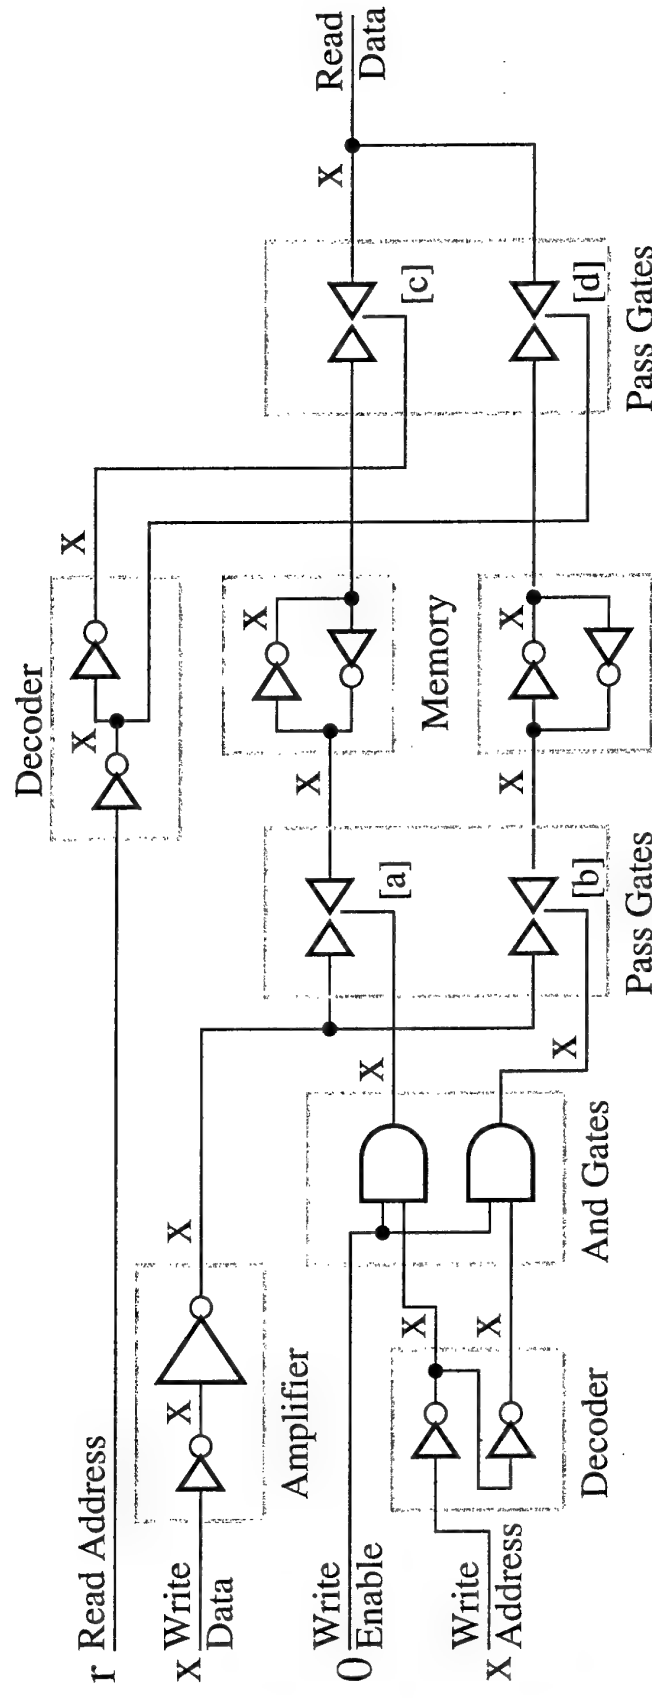 Decoder
X
X
r Read Address
X
X
x Write
Data
Amplifier
X
X
Read
Data
X
Write
0 Enable
X
[a]
[c]
X
Memory
Write
x Address
X
X
X
X
[b]
[d]
Decoder
And Gates
Pass Gates
Pass Gates